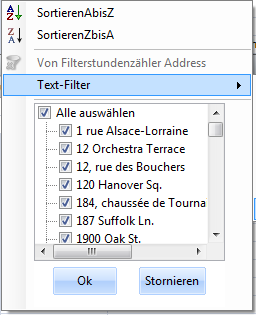 SortierenAbisZ
SortierenZbisA
Von Filterstundenzähler Address
Text-Filter
Alle auswählen
1 rue Alsace-Lorraine
12 Orchestra Terrace
12, rue des Bouchers
120 Hanover Sq.
184, chaussée de Tourna
187 Suffolk Ln.
1900 Oak St.
Ok
Stornieren